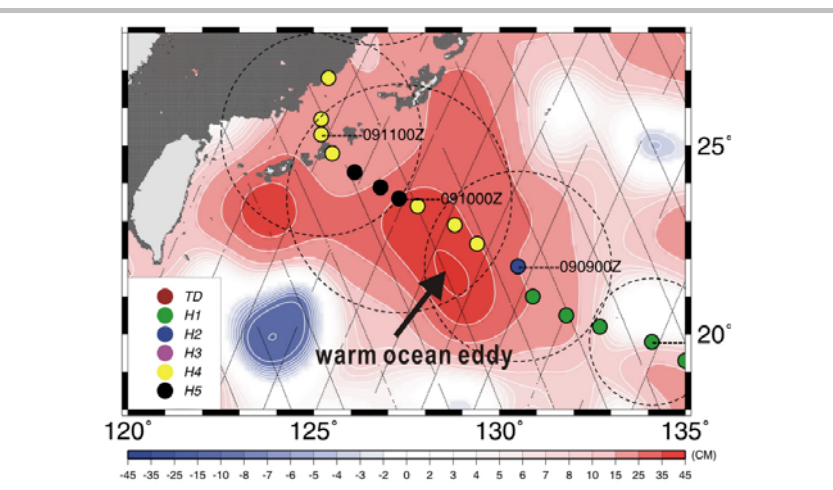 25°
091100Z
091000Z
090900Z
TD
H1
H2
H3
H4
H5
20°
warm ocean eddy
120° 125° 130° 135°
(CM)
-45 -35 -25 -15 -10 -8 -7 -6 -5 -4 -3 -2 0 2 3 4 5 6 7 8 10 15 25 35 45